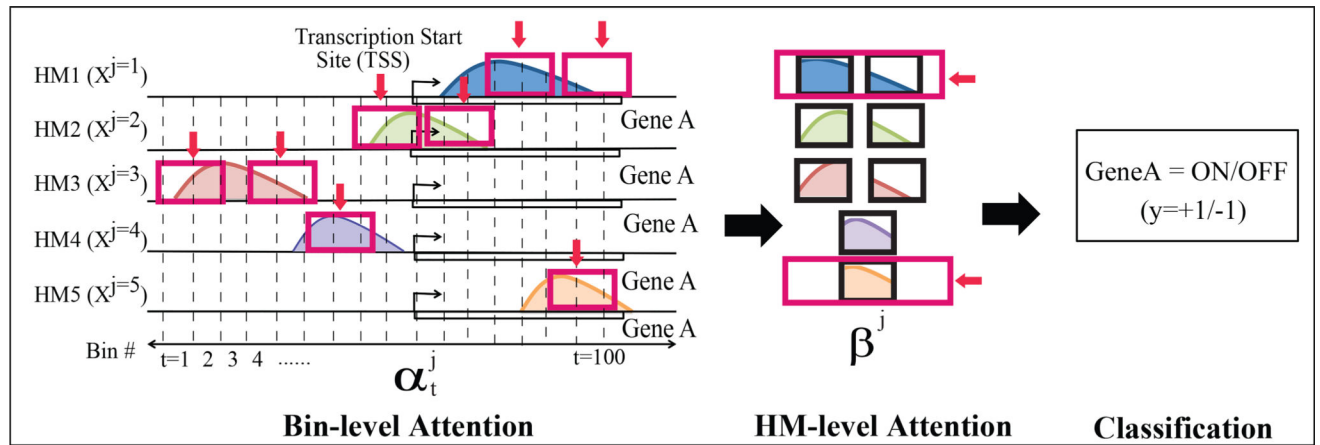 Transcription Start
Site (TSS)
HM1 (X^{j=1})
HM2 (X^{j=2})
Gene A
HM3 (X^{j=3})
Gene A
HM4 (X^{j=4})
Gene A
HM5 (X^{j=5})
Gene A
Gene A
Bin #
t=1 2 3 4 ......
t=100
α_t^j
Bin-level Attention
β^j
HM-level Attention
GeneA = ON/OFF
(y=+1/-1)
Classification